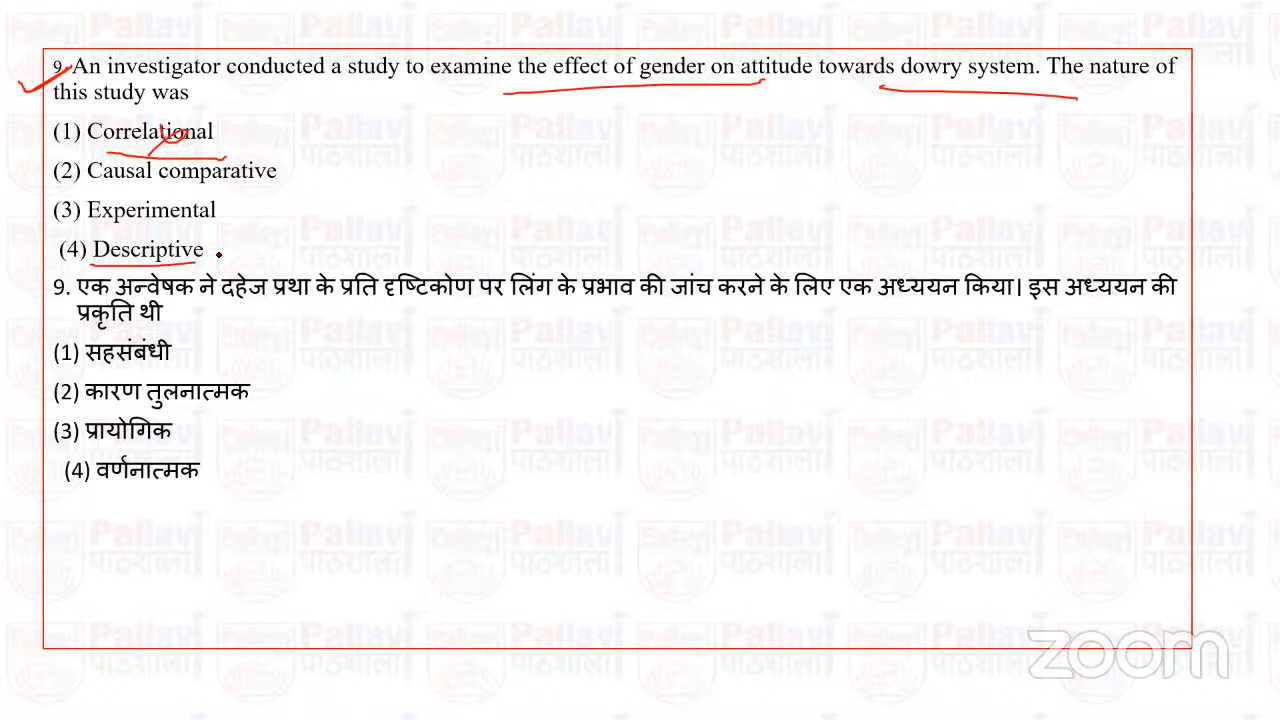 9. An investigator conducted a study to examine the effect of gender on attitude towards dowry system. The nature of
this study was
(1) Correlational
(2) Causal comparative
(3) Experimental
(4) Descriptive
9. एक अन्वेषक ने दहेज प्रथा के प्रति दृष्टिकोण पर लिंग के प्रभाव की जांच करने के लिए एक अध्ययन किया। इस अध्ययन की
प्रकृति थी
(1) सहसंबंधी
(2) कारण तुलनात्मक
(3) प्रायोगिक
(4) वर्णनात्मक
zoom
Pallavi
पाठशाला